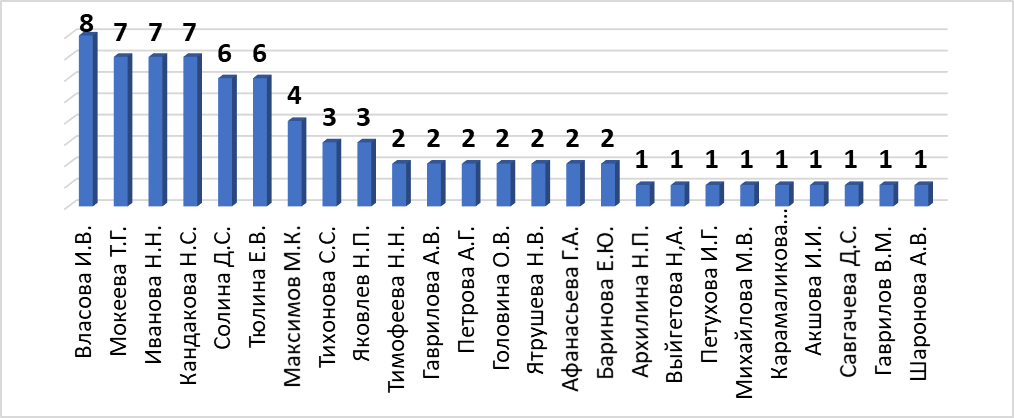 8
7
7
7
6
6
4
3
3
2
2
2
2
2
2
2
1
1
1
1
1
1
1
1
1
Власова И.В.
Мокеева Т.Г.
Иванова Н.Н.
Кандакова Н.С.
Солина Д.С.
Тюлина Е.В.
Максимов М.К.
Тихонова С.С.
Яковлев Н.П.
Тимофеева Н.Н.
Гаврилова А.В.
Петрова А.Г.
Головина О.В.
Ятрушева Н.В.
Афанасьева Г.А.
Баринова Е.Ю.
Архилина Н.П.
Выйгетова Н,А.
Петухова И.Г.
Михайлова М.В.
Карамаликова…
Акшова И.И.
Савгачева Д.С.
Гаврилов В.М.
Шаронова А.В.